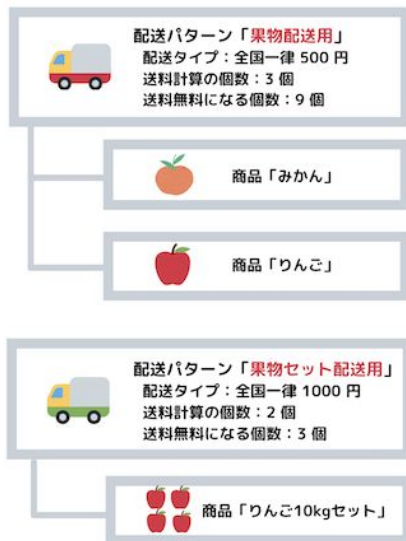 配送パターン「果物配送用」
配送タイプ：全国一律 500 円
送料計算の個数：3 個
送料無料になる個数：9 個
商品「みかん」
商品「りんご」
配送パターン「果物セット配送用」
配送タイプ：全国一律 1000 円
送料計算の個数：2 個
送料無料になる個数：3 個
商品「りんご10kgセット」